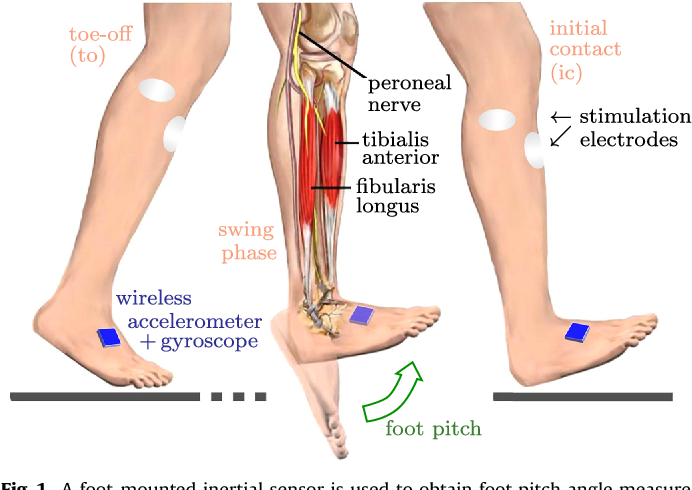 toe-off
(to)
initial
contact
(ic)
peroneal
nerve
← stimulation
electrodes
tibialis
anterior
fibularis
longus
swing
phase
wireless
accelerometer
+ gyroscope
foot pitch
Fig. 1. A foot-mounted inertial sensor is used to obtain foot pitch angle measure